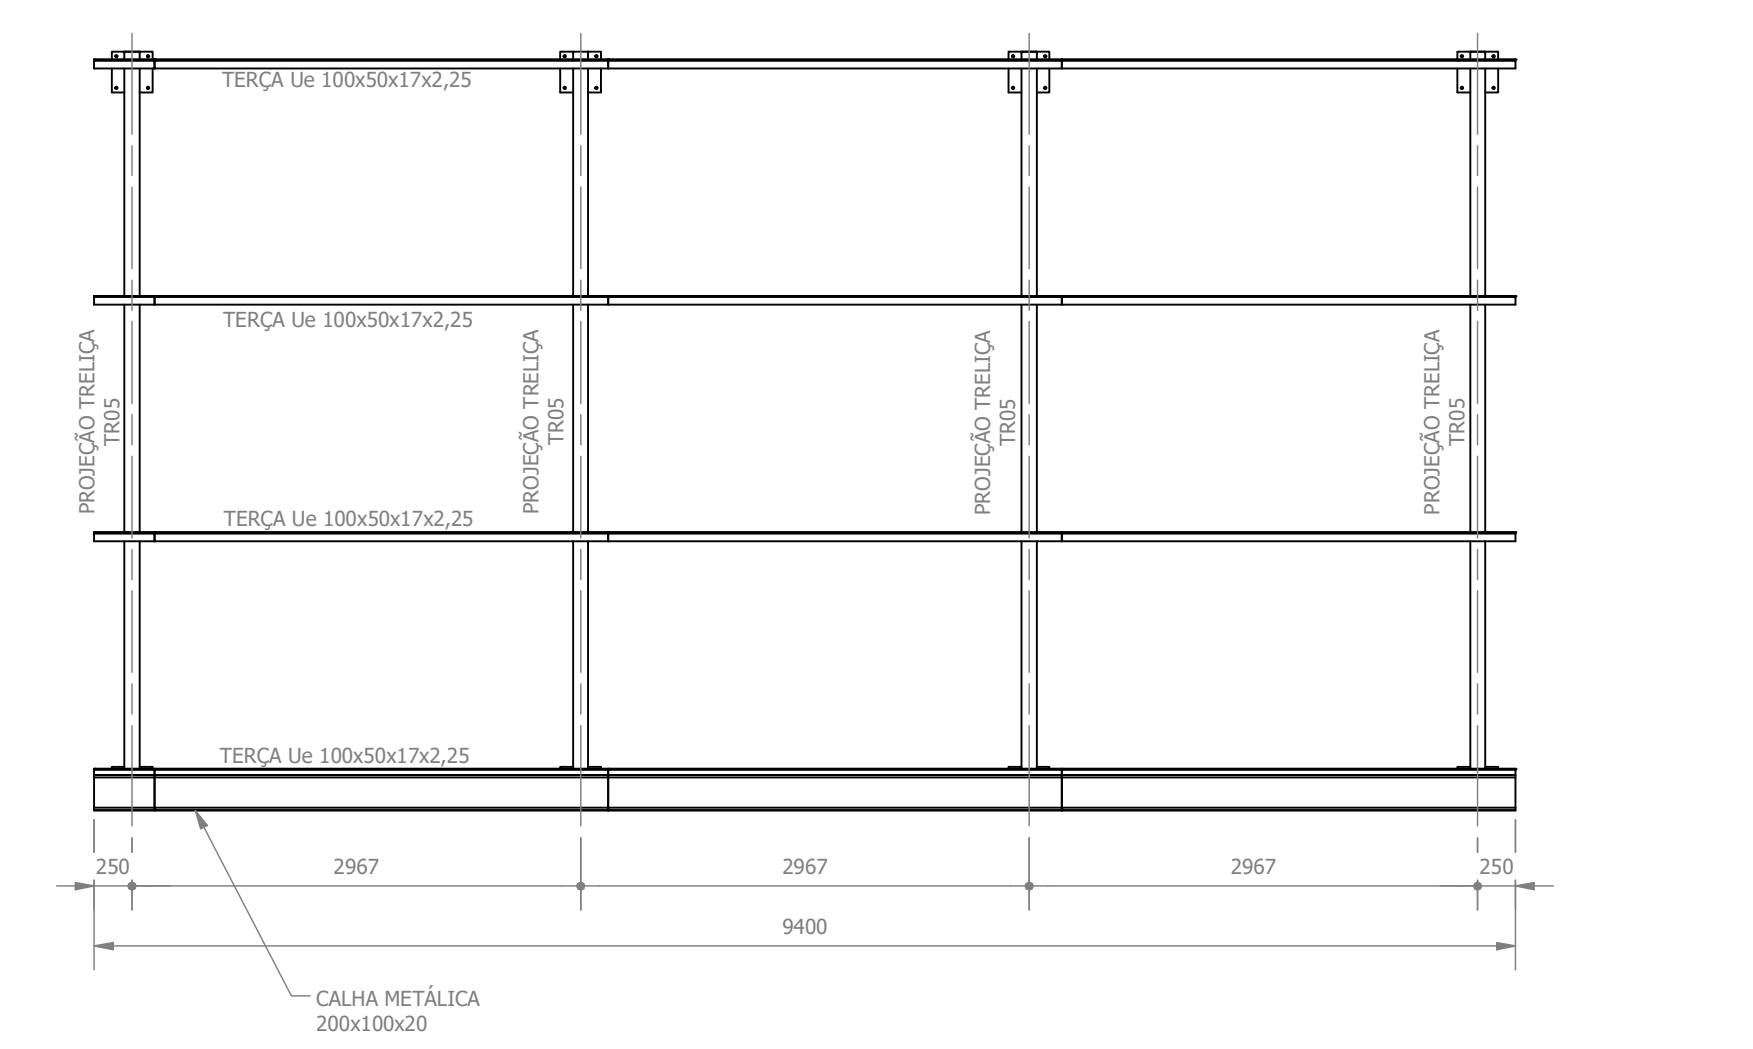 TERÇA Ue 100x50x17x2,25
TERÇA Ue 100x50x17x2,25
PROJEÇÃO TRELIÇA
TR05
PROJEÇÃO TRELIÇA
TR05
PROJEÇÃO TRELIÇA
TR05
PROJEÇÃO TRELIÇA
TR05
TERÇA Ue 100x50x17x2,25
TERÇA Ue 100x50x17x2,25
250
2967
2967
2967
250
9400
CALHA METÁLICA
200x100x20